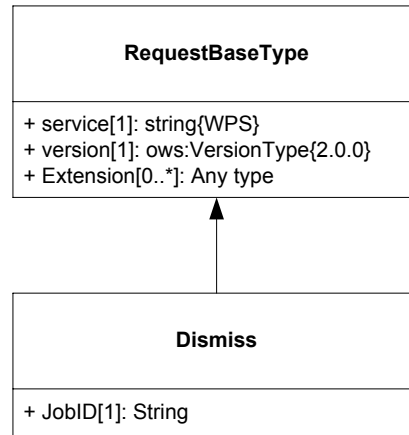 RequestBaseType
+ service[1]: string{WPS}
+ version[1]: ows:VersionType{2.0.0}
+ Extension[0..*]: Any type
Dismiss
+ JobID[1]: String